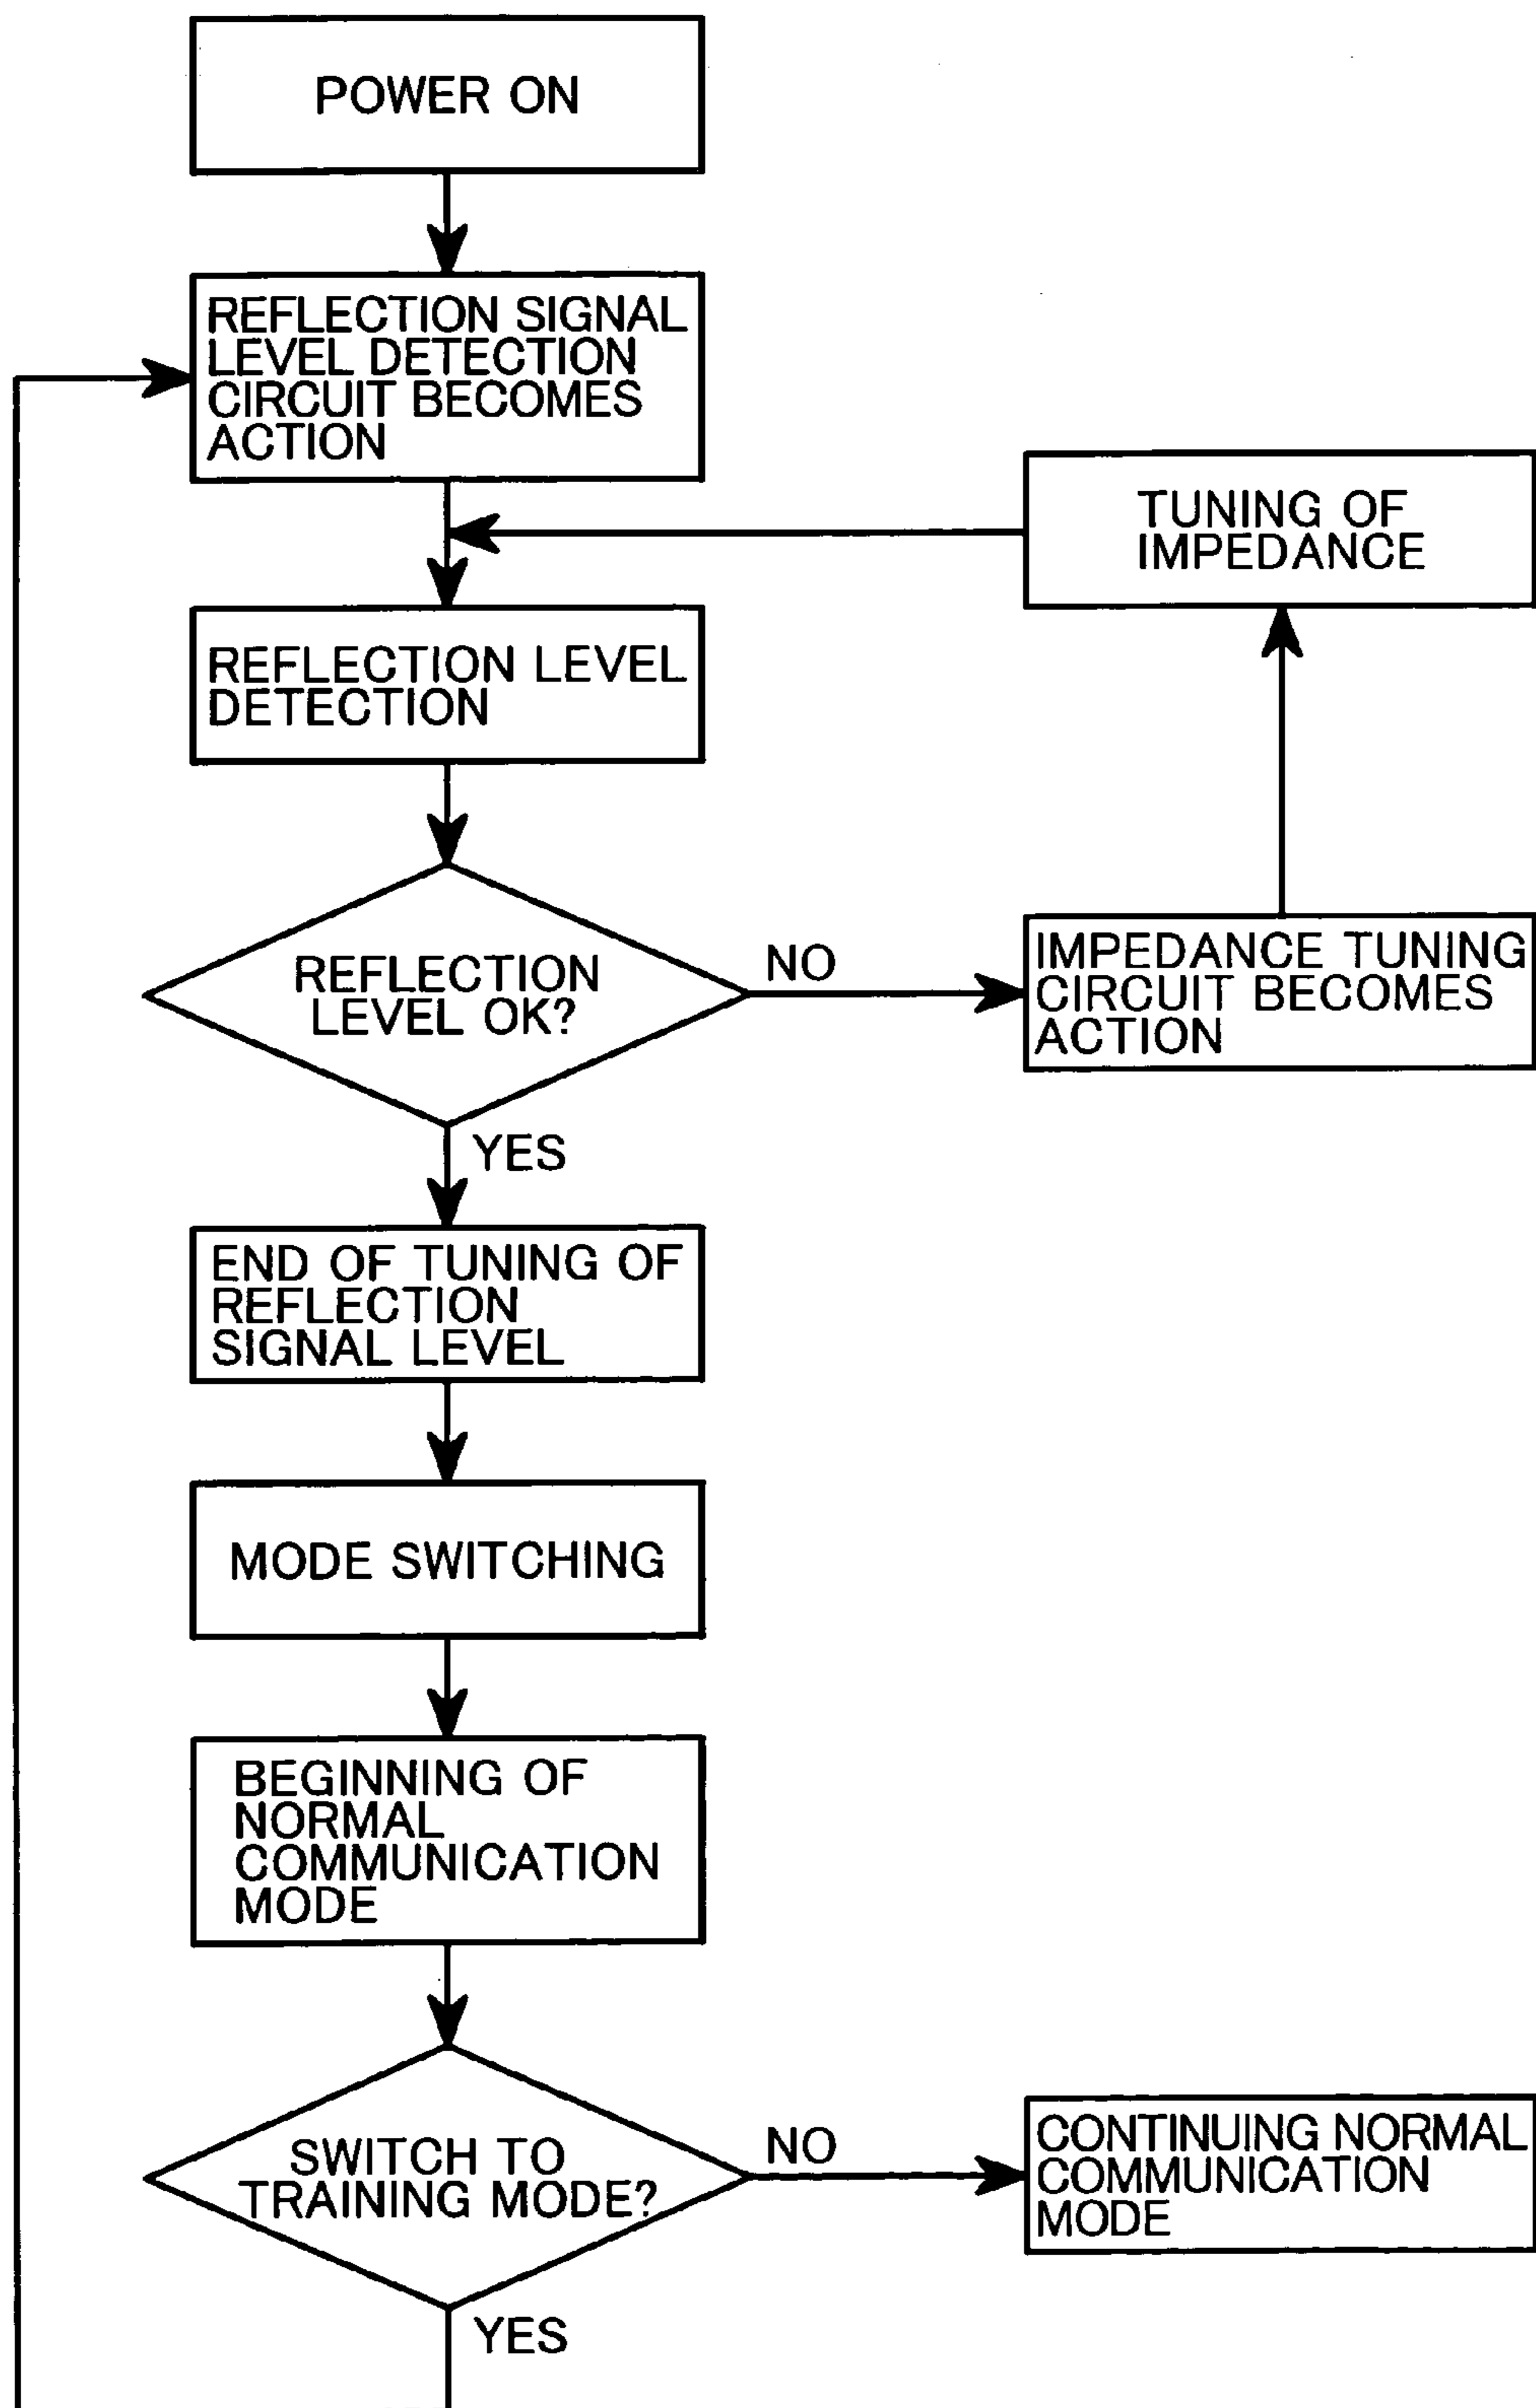 POWER ON
REFLECTION SIGNAL
LEVEL DETECTION
CIRCUIT BECOMES
ACTION
TUNING OF
IMPEDANCE
REFLECTION LEVEL
DETECTION
REFLECTION
LEVEL OK?
NO
IMPEDANCE TUNING
CIRCUIT BECOMES
ACTION
YES
END OF TUNING OF
REFLECTION
SIGNAL LEVEL
MODE SWITCHING
BEGINNING OF
NORMAL
COMMUNICATION
MODE
SWITCH TO
TRAINING MODE?
NO
CONTINUING NORMAL
COMMUNICATION
MODE
YES